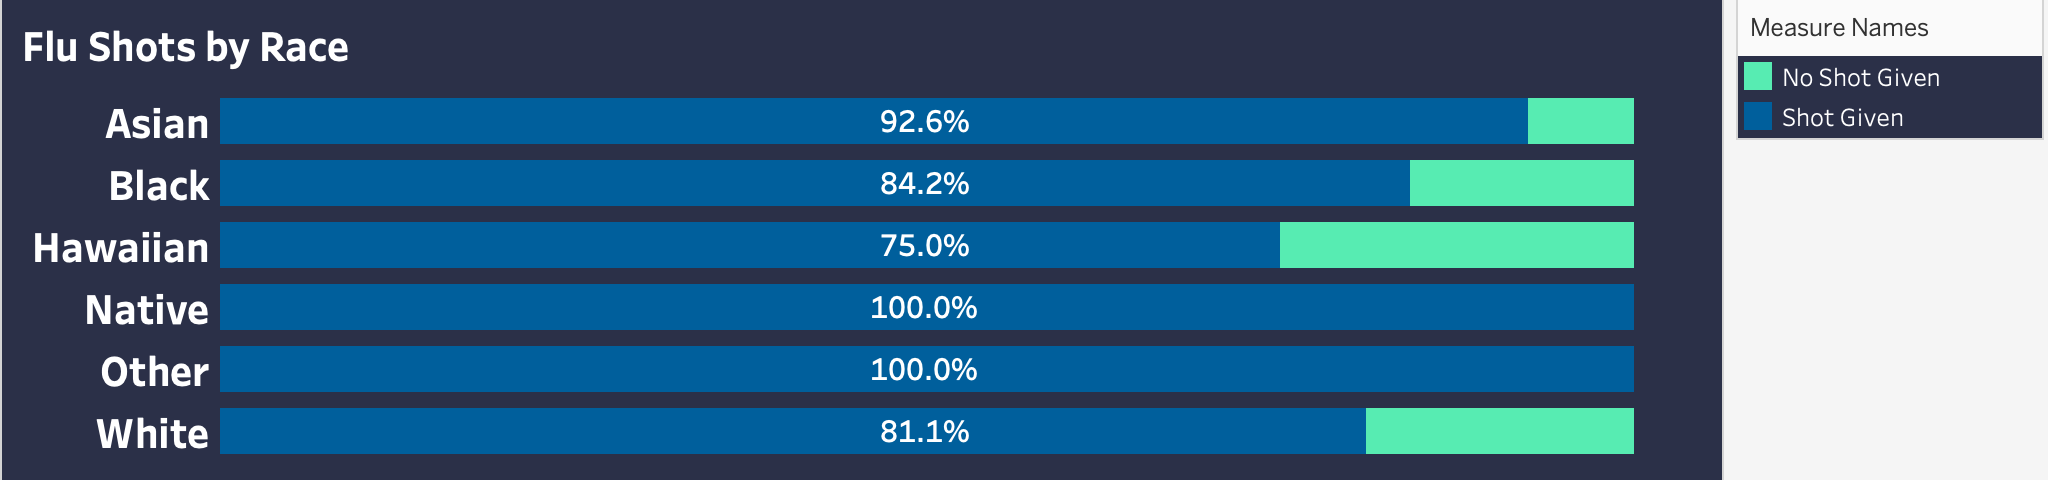 Flu Shots by Race
Asian 92.6%
Black 84.2%
Hawaiian 75.0%
Native 100.0%
Other 100.0%
White 81.1%
Measure Names
No Shot Given
Shot Given